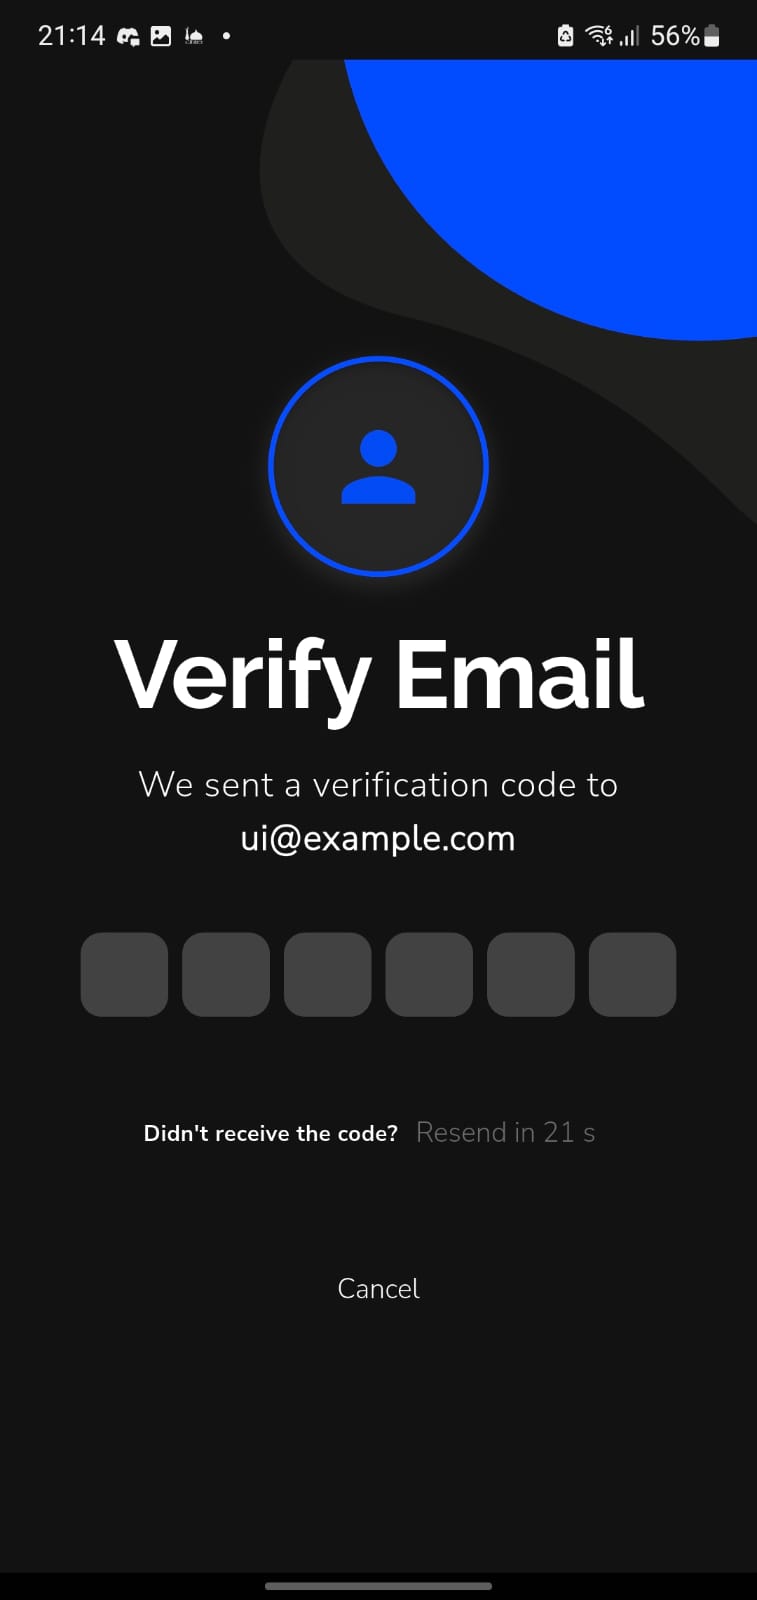 21:14 56%
Verify Email
We sent a verification code to
ui@example.com
Didn't receive the code? Resend in 21 s
Cancel